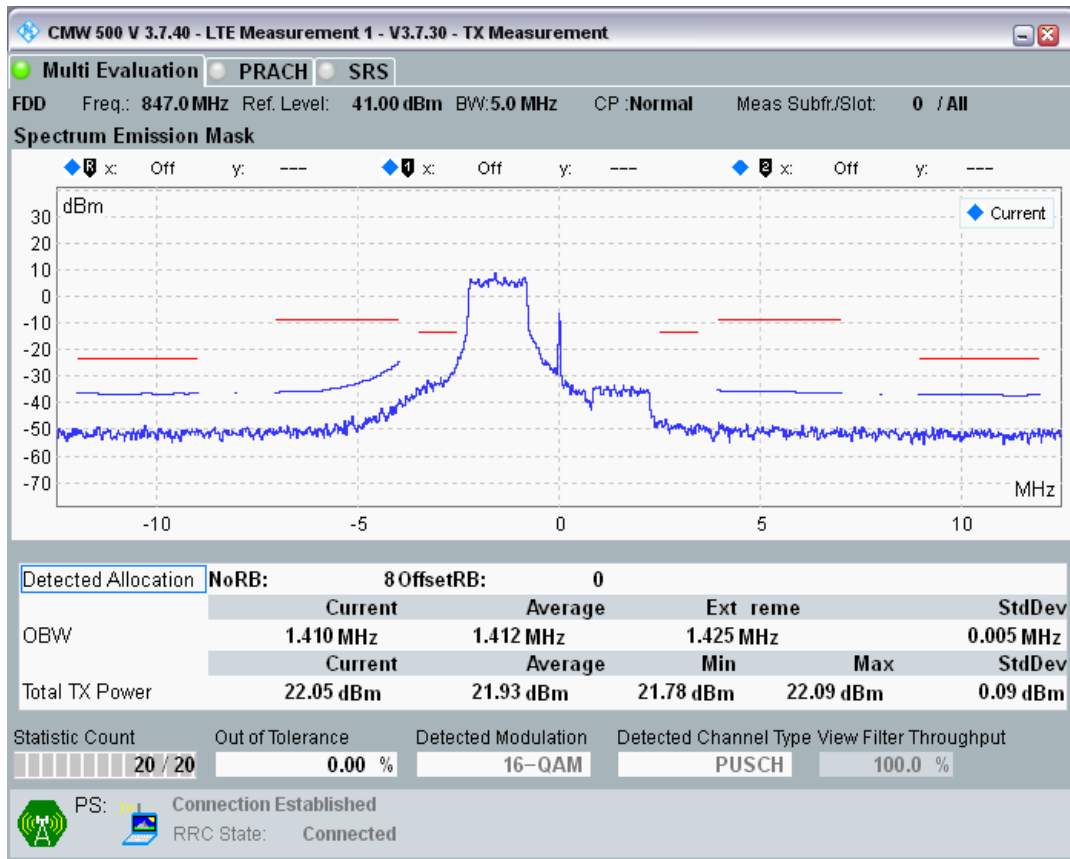 CMW 500 V 3.7.40 - LTE Measurement 1 - V3.7.30 - TX Measurement
Multi Evaluation PRACH SRS
FDD Freq.: 847.0 MHz Ref. Level: 41.00 dBm BW:5.0 MHz CP :Normal Meas Subfr./Slot: 0 / All
Spectrum Emission Mask
R x: Off y: --- 1 x: Off y: --- 2 x: Off y: ---
dBm
Current
30
20
10
0
-10
-20
-30
-40
-50
-60
-70
MHz
-10 -5 0 5 10
Detected Allocation NoRB: 8 OffsetRB: 0
Current Average Ext reme StdDev
OBW 1.410 MHz 1.412 MHz 1.425 MHz 0.005 MHz
Current Average Min Max StdDev
Total TX Power 22.05 dBm 21.93 dBm 21.78 dBm 22.09 dBm 0.09 dBm
Statistic Count Out of Tolerance Detected Modulation Detected Channel Type View Filter Throughput
20 / 20 0.00 % 16-QAM PUSCH 100.0 %
PS: Connection Established
RRC State: Connected